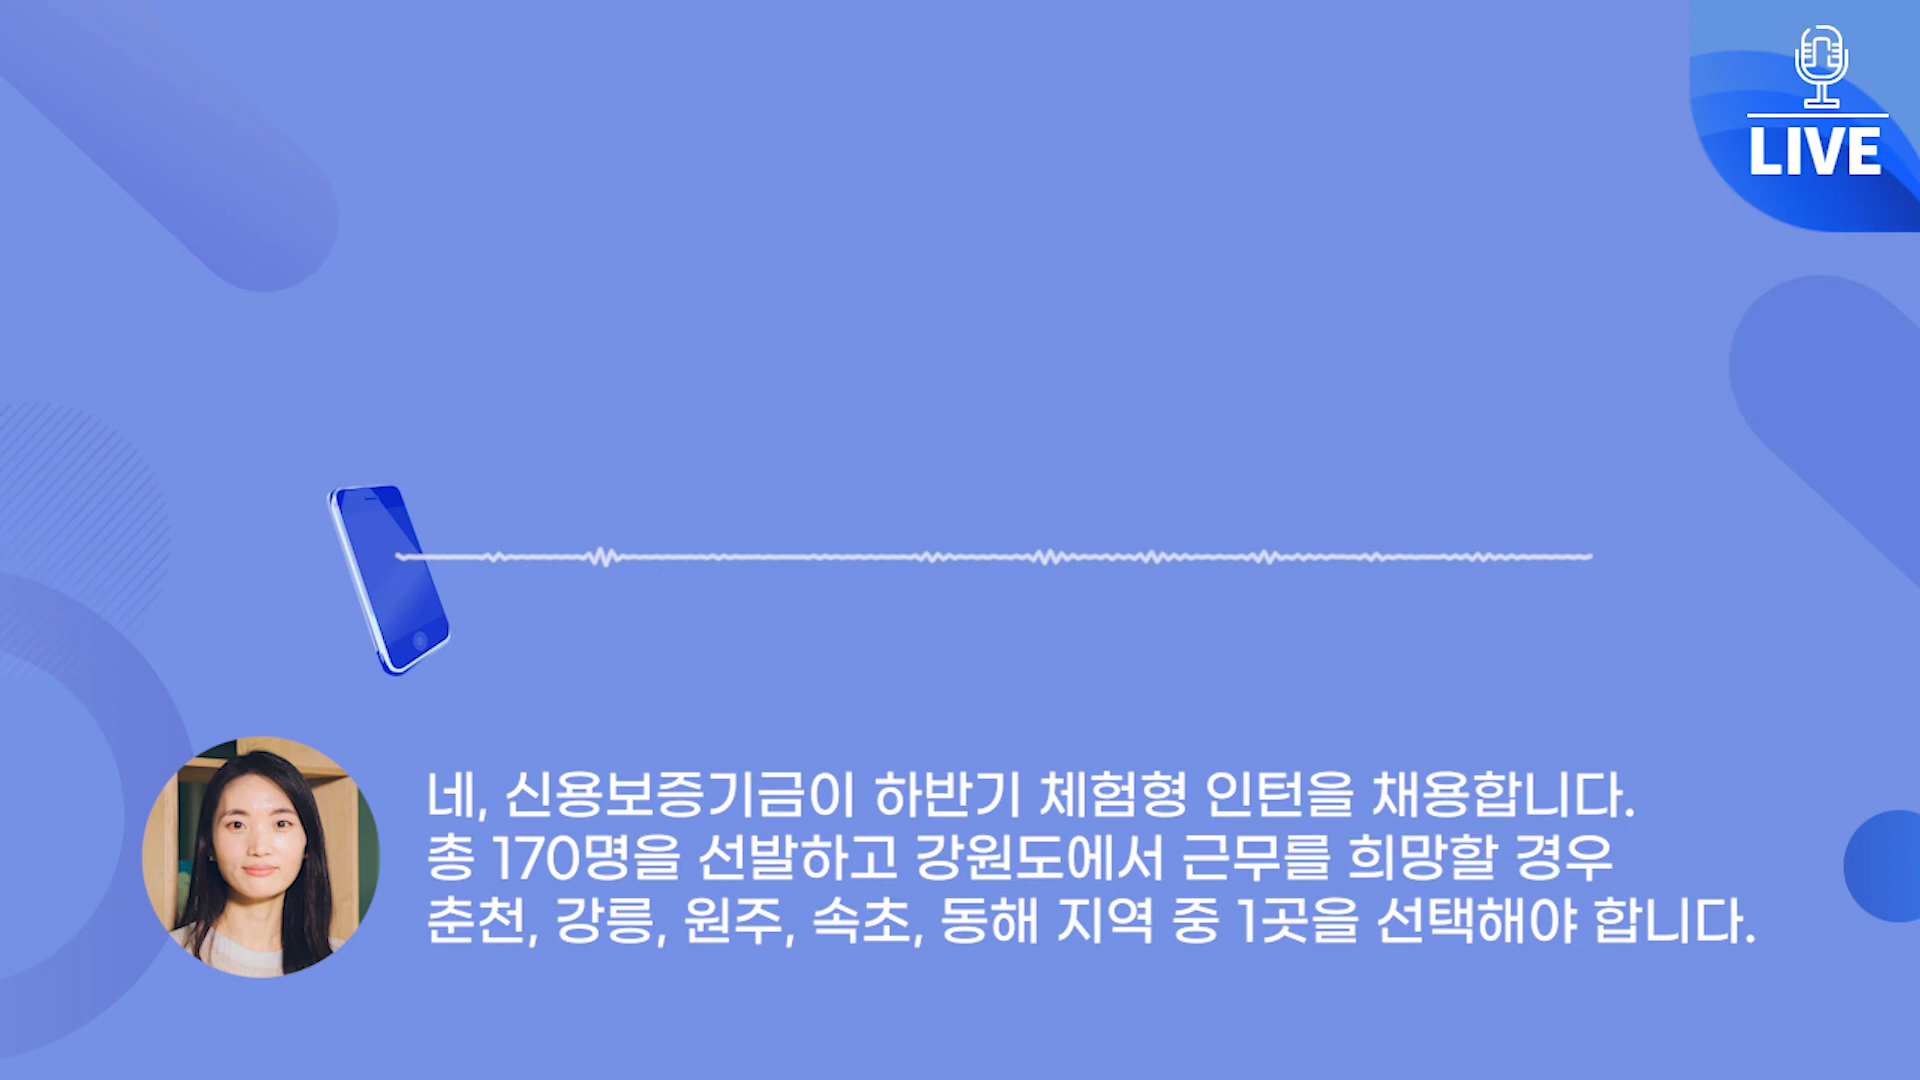 LIVE
네, 신용보증기금이 하반기 체험형 인턴을 채용합니다.
총 170명을 선발하고 강원도에서 근무를 희망할 경우
춘천, 강릉, 원주, 속초, 동해 지역 중 1곳을 선택해야 합니다.